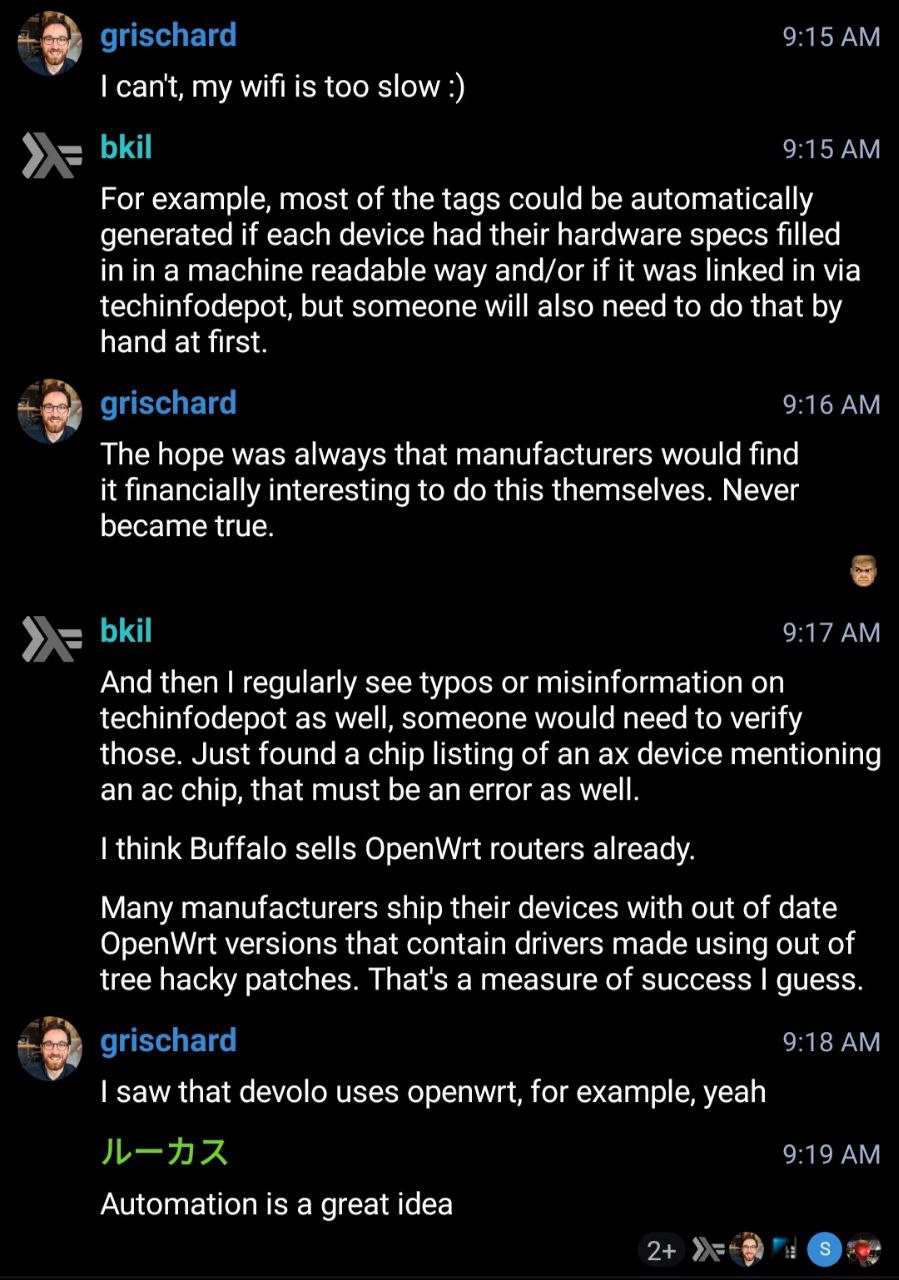 grischard 9:15 AM
I can't, my wifi is too slow :)
bkil 9:15 AM
For example, most of the tags could be automatically
generated if each device had their hardware specs filled
in in a machine readable way and/or if it was linked in via
techinfodepot, but someone will also need to do that by
hand at first.
grischard 9:16 AM
The hope was always that manufacturers would find
it financially interesting to do this themselves. Never
became true.
bkil 9:17 AM
And then I regularly see typos or misinformation on
techinfodepot as well, someone would need to verify
those. Just found a chip listing of an ax device mentioning
an ac chip, that must be an error as well.
I think Buffalo sells OpenWrt routers already.
Many manufacturers ship their devices with out of date
OpenWrt versions that contain drivers made using out of
tree hacky patches. That's a measure of success I guess.
grischard 9:18 AM
I saw that devolo uses openwrt, for example, yeah
ルーカス 9:19 AM
Automation is a great idea
2+ S